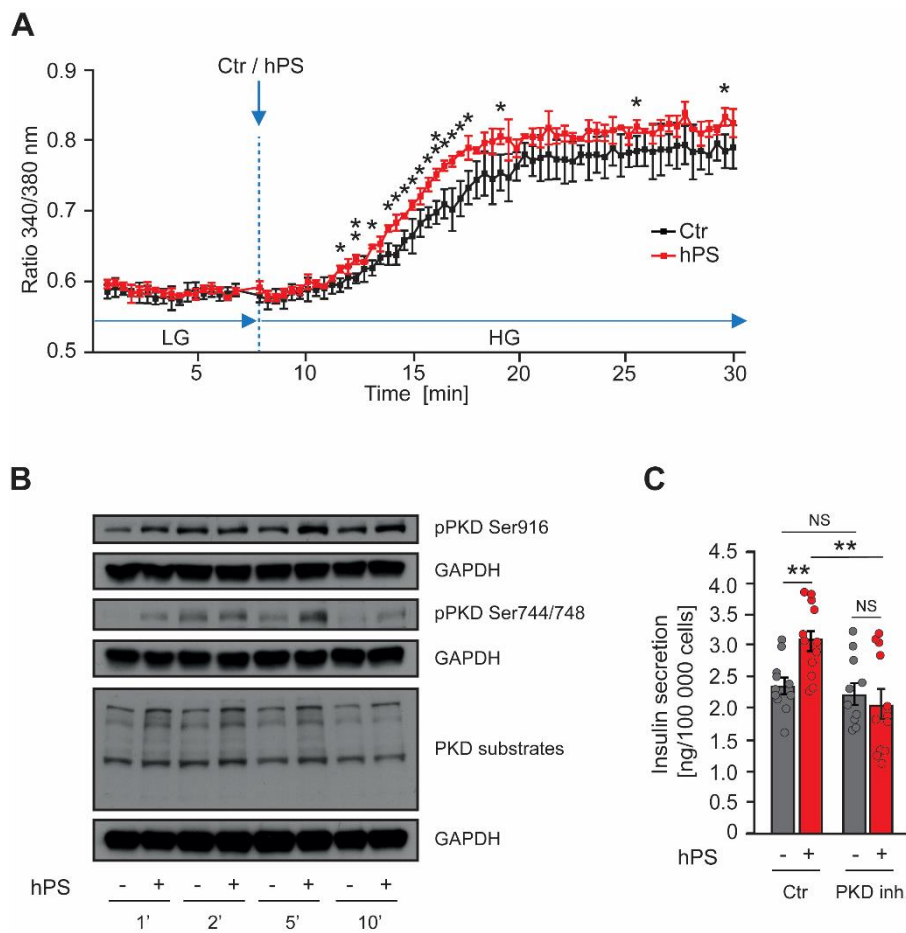 A
Ctr / hPS
0.9
0.8
0.7
0.6
0.5
Ratio 340/380 nm
* * * * * * * * * * * * * * *
Ctr
hPS
LG
HG
5
10
15
20
25
30
Time [min]
B
pPKD Ser916
GAPDH
pPKD Ser744/748
GAPDH
PKD substrates
GAPDH
hPS - + - + - + - +
1' 2' 5' 10'
C
NS
**
**
NS
4.5
4.0
3.5
3.0
2.5
2.0
1.5
1.0
0.5
0
Insulin secretion
[ng/100 000 cells]
hPS - + - +
Ctr PKD inh.